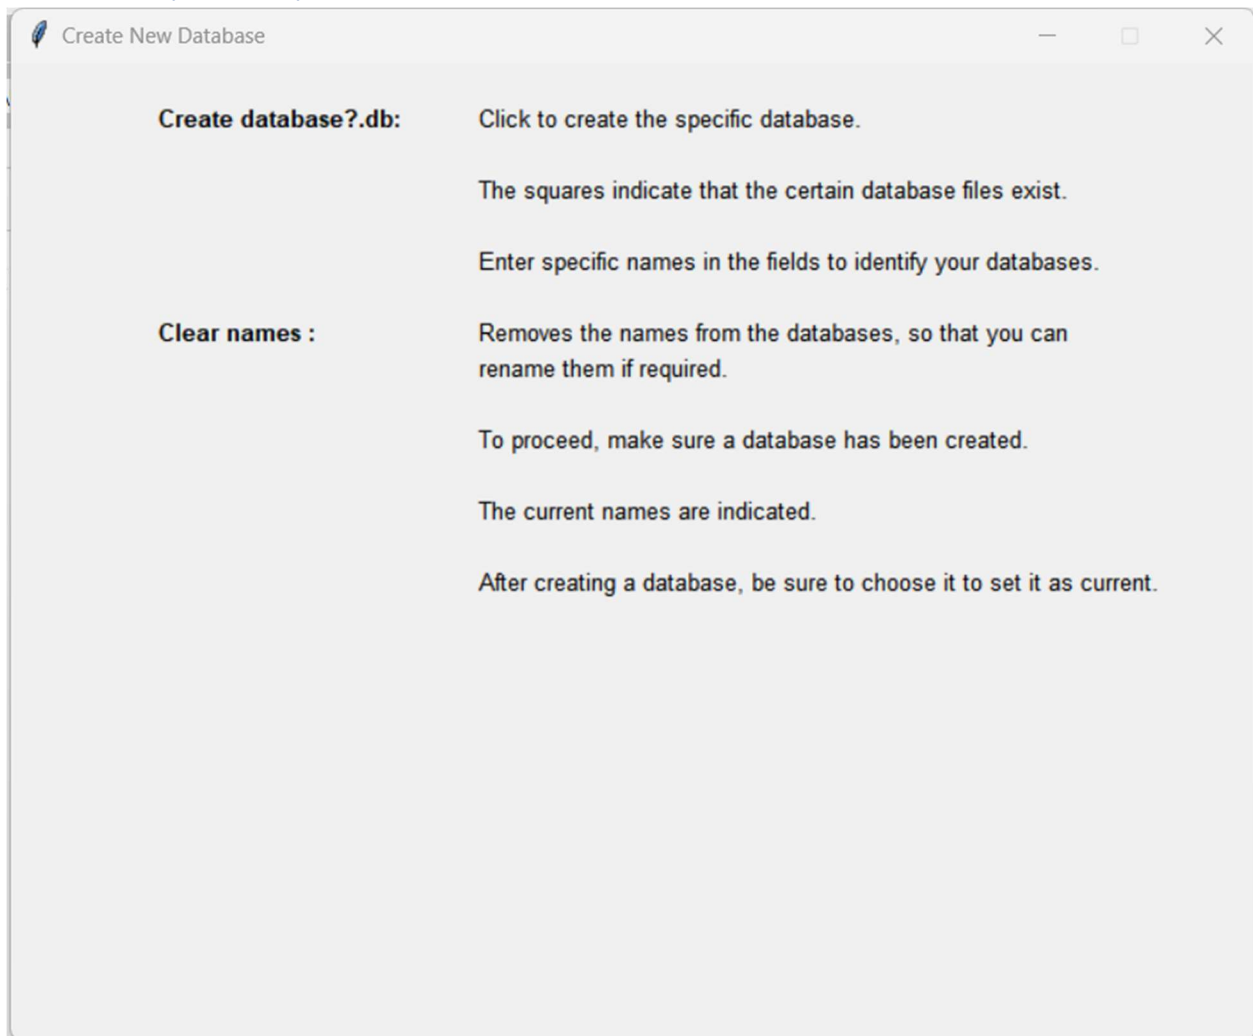 Create New Database
Create database?.db: Click to create the specific database.
The squares indicate that the certain database files exist.
Enter specific names in the fields to identify your databases.
Clear names : Removes the names from the databases, so that you can
rename them if required.
To proceed, make sure a database has been created.
The current names are indicated.
After creating a database, be sure to choose it to set it as current.